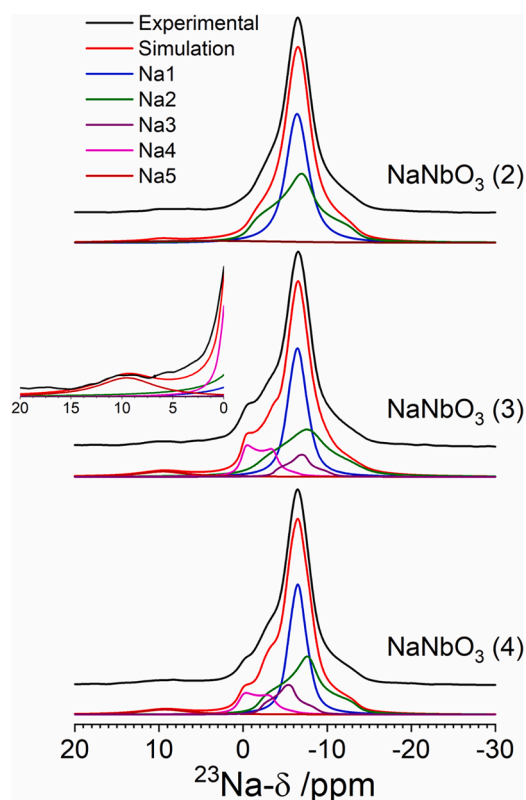 Experimental
Simulation
Na1
Na2
Na3
Na4
Na5
NaNbO₃ (2)
20 15 10 5 0
NaNbO₃ (3)
NaNbO₃ (4)
20 10 0 -10 -20 -30
²³Na-δ /ppm